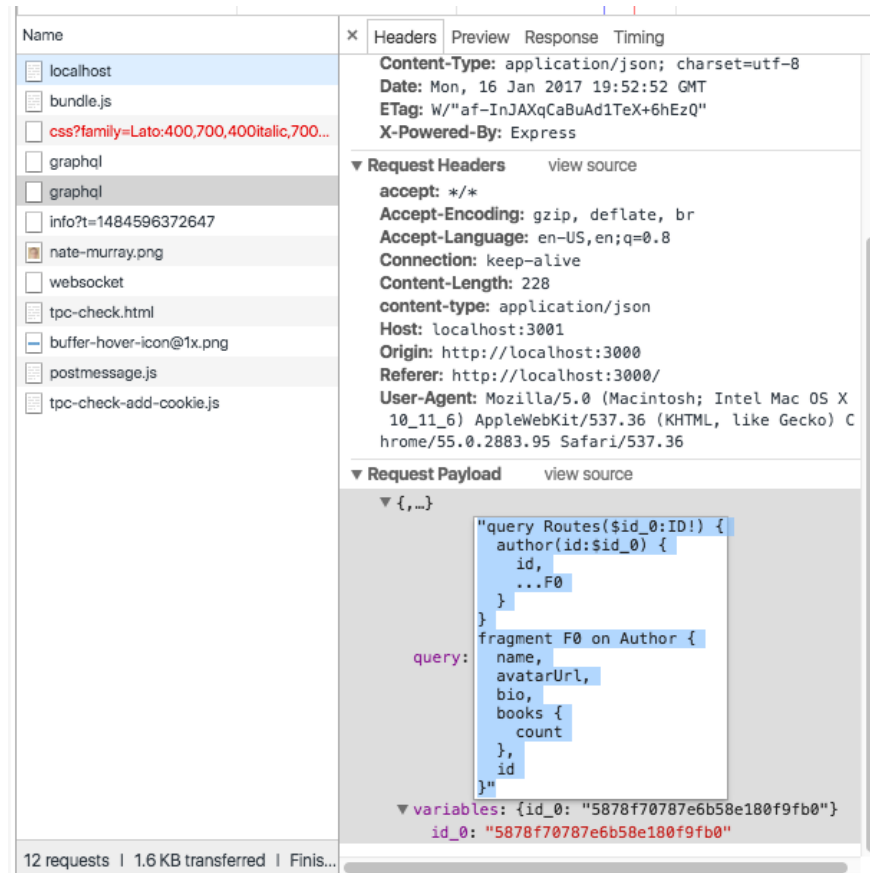 Name
localhost
bundle.js
css?family=Lato:400,700,400italic,700...
graphql
graphql
info?t=1484596372647
nate-murray.png
websocket
tpc-check.html
buffer-hover-icon@1x.png
postmessage.js
tpc-check-add-cookie.js
12 requests | 1.6 KB transferred | Finis...
× Headers Preview Response Timing
Content-Type: application/json; charset=utf-8
Date: Mon, 16 Jan 2017 19:52:52 GMT
ETag: W/"af-InJAXqCaBuAd1TeX+6hEzQ"
X-Powered-By: Express
▼ Request Headers view source
accept: */*
Accept-Encoding: gzip, deflate, br
Accept-Language: en-US,en;q=0.8
Connection: keep-alive
Content-Length: 228
content-type: application/json
Host: localhost:3001
Origin: http://localhost:3000
Referer: http://localhost:3000/
User-Agent: Mozilla/5.0 (Macintosh; Intel Mac OS X
10_11_6) AppleWebKit/537.36 (KHTML, like Gecko) C
hrome/55.0.2883.95 Safari/537.36
▼ Request Payload view source
▼ {,…}
"query Routes($id_0:ID!) {
author(id:$id_0) {
id,
...F0
}
}
fragment F0 on Author {
query: name,
avatarUrl,
bio,
books {
count
},
id
}"
▼ variables: {id_0: "5878f70787e6b58e180f9fb0"}
id_0: "5878f70787e6b58e180f9fb0"